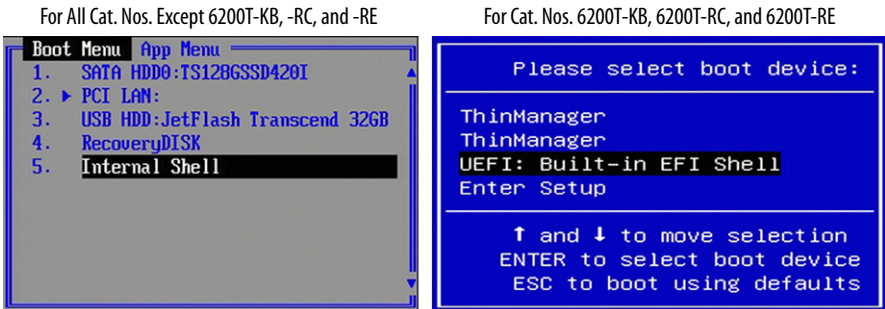 For All Cat. Nos. Except 6200T-KB, -RC, and -RE
Boot Menu App Menu
1. SATA HDD0:TS128GSSD420I
2. ▶ PCI LAN:
3. USB HDD:JetFlash Transcend 32GB
4. RecoveryDISK
5. Internal Shell
For Cat. Nos. 6200T-KB, 6200T-RC, and 6200T-RE
Please select boot device:
ThinManager
ThinManager
UEFI: Built-in EFI Shell
Enter Setup
↑ and ↓ to move selection
ENTER to select boot device
ESC to boot using defaults